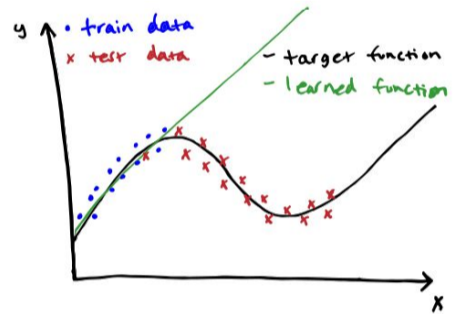 y
• train data
x test data
- target function
- learned function
x